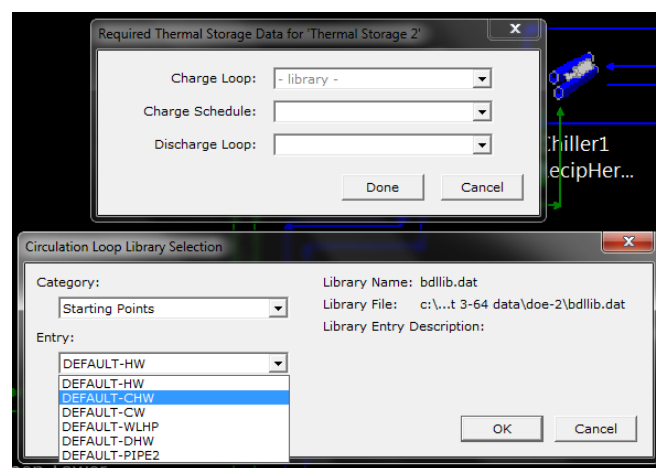 Required Thermal Storage Data for 'Thermal Storage 2'
x
Charge Loop: - library -
Charge Schedule:
Discharge Loop:
Done Cancel
Chiller1
RecipHer...
Circulation Loop Library Selection
x
Category:
Starting Points
Entry:
DEFAULT-HW
DEFAULT-HW
DEFAULT-CHW
DEFAULT-CW
DEFAULT-WLHP
DEFAULT-DHW
DEFAULT-PIPE2
Library Name: bdllib.dat
Library File: c:\...t 3-64 data\doe-2\bdllib.dat
Library Entry Description:
OK Cancel